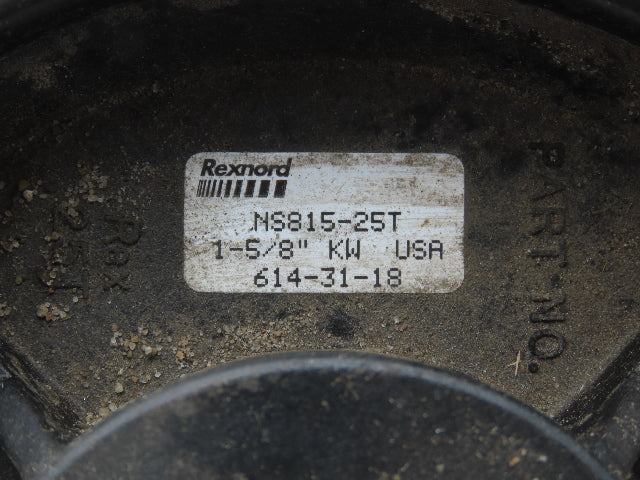 Rexnord
NS815-25T
1-5/8" KW USA
614-31-18
PART NO.
Rex